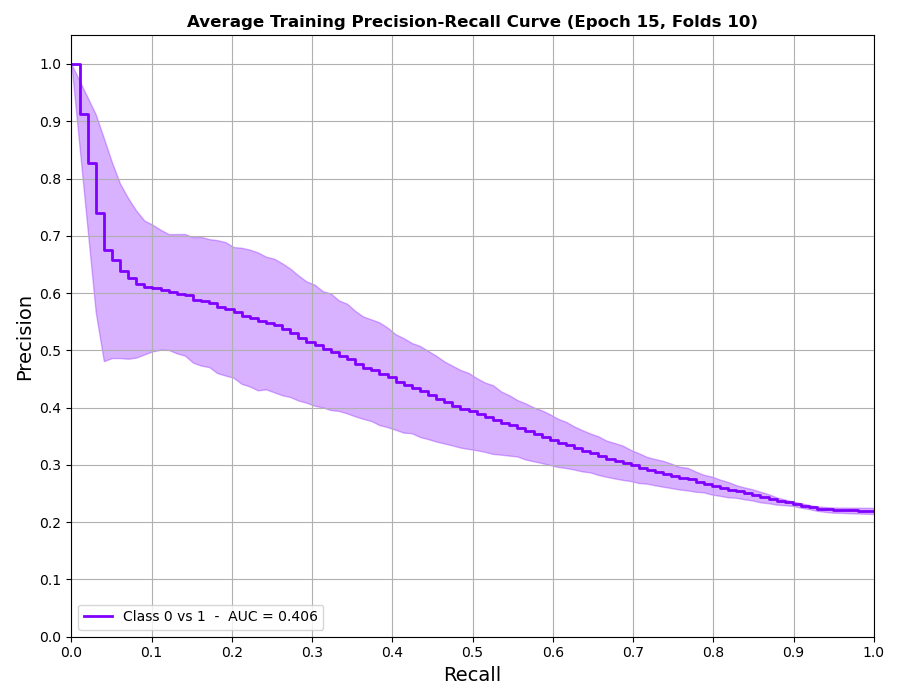 Average Training Precision-Recall Curve (Epoch 15, Folds 10)
Precision
1.0
0.9
0.8
0.7
0.6
0.5
0.4
0.3
0.2
0.1
0.0
Class 0 vs 1 - AUC = 0.406
0.0 0.1 0.2 0.3 0.4 0.5 0.6 0.7 0.8 0.9 1.0
Recall